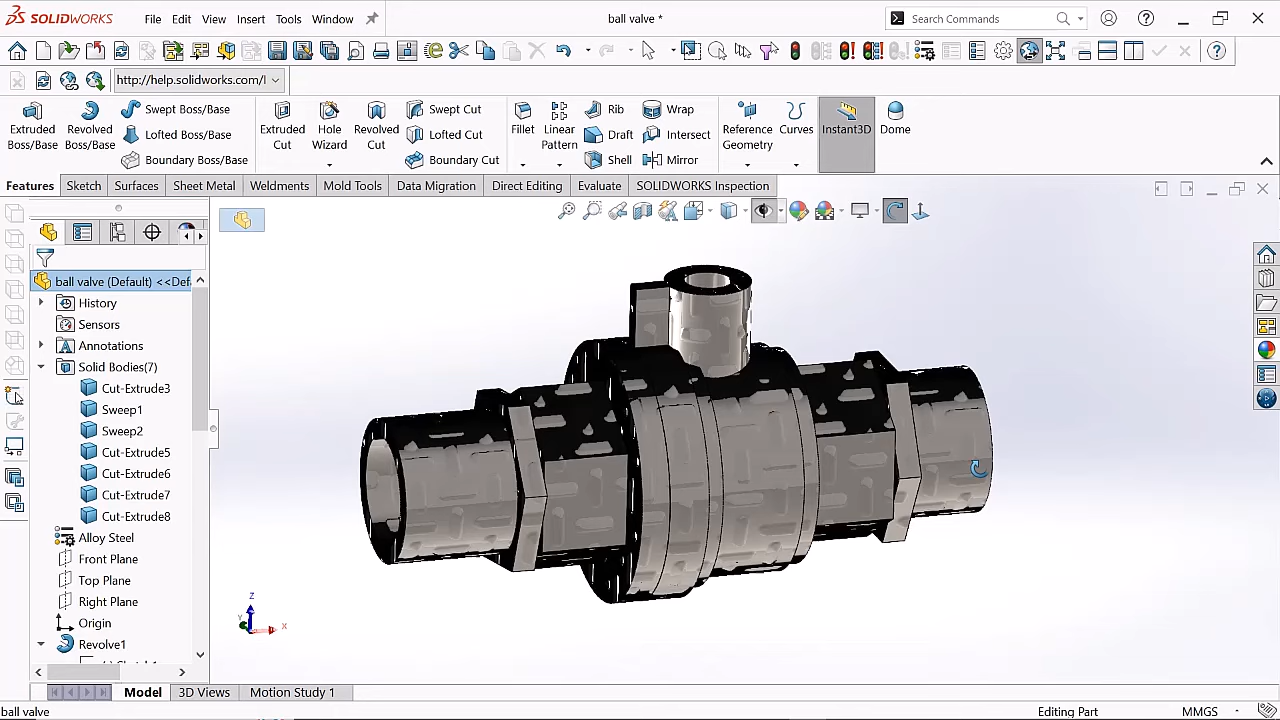 SOLIDWORKS File Edit View Insert Tools Window ball valve * Search Commands
http://help.solidworks.com/
Extruded Boss/Base
Revolved Boss/Base
Swept Boss/Base
Lofted Boss/Base
Boundary Boss/Base
Extruded Cut
Hole Wizard
Revolved Cut
Swept Cut
Lofted Cut
Boundary Cut
Fillet
Linear Pattern
Rib
Draft
Shell
Wrap
Intersect
Mirror
Reference Geometry
Curves
Instant3D
Dome
Features Sketch Surfaces Sheet Metal Weldments Mold Tools Data Migration Direct Editing Evaluate SOLIDWORKS Inspection
ball valve (Default) <<Def
History
Sensors
Annotations
Solid Bodies(7)
Cut-Extrude3
Sweep1
Sweep2
Cut-Extrude5
Cut-Extrude6
Cut-Extrude7
Cut-Extrude8
Alloy Steel
Front Plane
Top Plane
Right Plane
Origin
Revolve1
Z
Y
X
Model 3D Views Motion Study 1
ball valve Editing Part MMGS